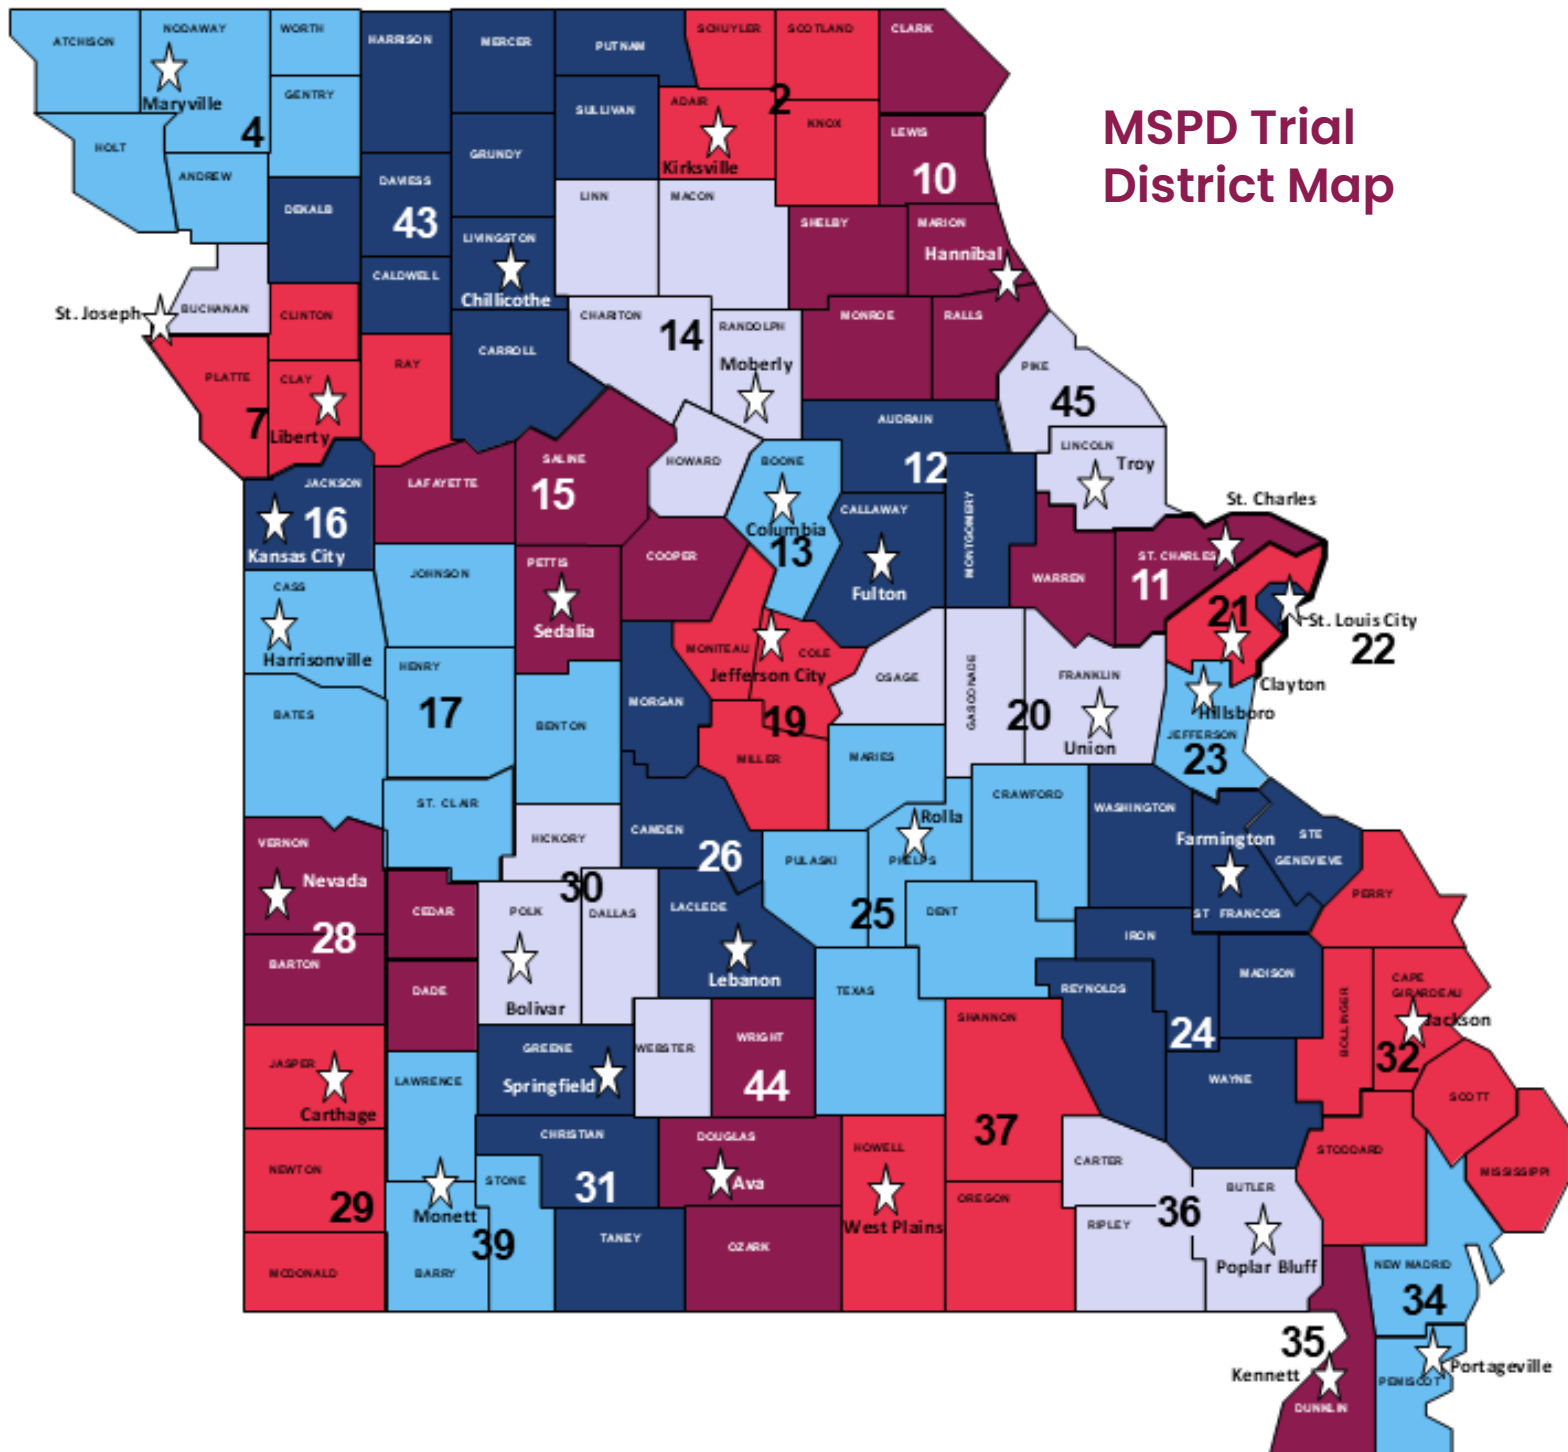 MSPD Trial
District Map
ATCHISON
NODAWAY
WORTH
HARRISON
MERCER
PUTNAM
SCHUYLER
SCOTLAND
CLARK
Maryville
GENTRY
4
SULLIVAN
ADAIR
2
KNOX
LEWIS
HOLT
ANDREW
GRUNDY
Kirksville
10
DEKALB
DAVIESS
43
LINN
MACON
SHELBY
MARION
Hannibal
LIVINGSTON
CALDWELL
Chillicothe
St. Joseph
BUCHANAN
CLINTON
CHARITON
14
RANDOLPH
Moberly
MONROE
RALLS
CARROLL
PLATTE
CLAY
RAY
PIKE
45
7
Liberty
AUDRAIN
LINCOLN
Troy
JACKSON
16
Kansas City
LAFAYETTE
SALINE
15
HOWARD
BOONE
Columbia
13
12
CALLAWAY
Fulton
MONTGOMERY
St. Charles
ST. CHARLES
11
WARREN
CASS
Harrisonville
JOHNSON
PETTIS
Sedalia
COOPER
21
St. Louis City
22
Clayton
MONITEAU
COLE
Jefferson City
19
OSAGE
GASCONADE
20
FRANKLIN
Union
Hillsboro
JEFFERSON
23
BATES
HENRY
17
BENTON
MORGAN
MILLER
MARIES
CRAWFORD
WASHINGTON
ST. CLAIR
HICKORY
CAMDEN
26
PULASKI
PHELPS
Rolla
Farmington
STE
GENEVIEVE
VERNON
Nevada
28
CEDAR
30
POLK
DALLAS
LACLEDE
Lebanon
25
DENT
ST FRANCOIS
PERRY
BARTON
DADE
Bolivar
TEXAS
IRON
REYNOLDS
MADISON
24
BOLLINGER
CAPE
GIRARDEAU
Jackson
32
JASPER
Carthage
LAWRENCE
GREENE
Springfield
WEBSTER
WRIGHT
44
SHANNON
37
WAYNE
SCOTT
NEWTON
29
Monett
STONE
39
CHRISTIAN
31
DOUGLAS
Ava
HOWELL
West Plains
OREGON
CARTER
36
BUTLER
STODDARD
MISSISSIPPI
MCDONALD
BARRY
TANEY
OZARK
RIPLEY
Poplar Bluff
NEW MADRID
34
35
Kennett
DUNKLIN
PEMISCOT
Portageville